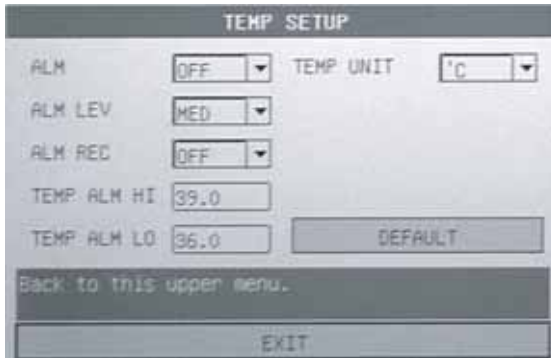 TEMP SETUP
ALM OFF TEMP UNIT °C
ALM LEV MED
ALM REC OFF
TEMP ALM HI 39.0
TEMP ALM LO 36.0 DEFAULT
Back to this upper menu.
EXIT